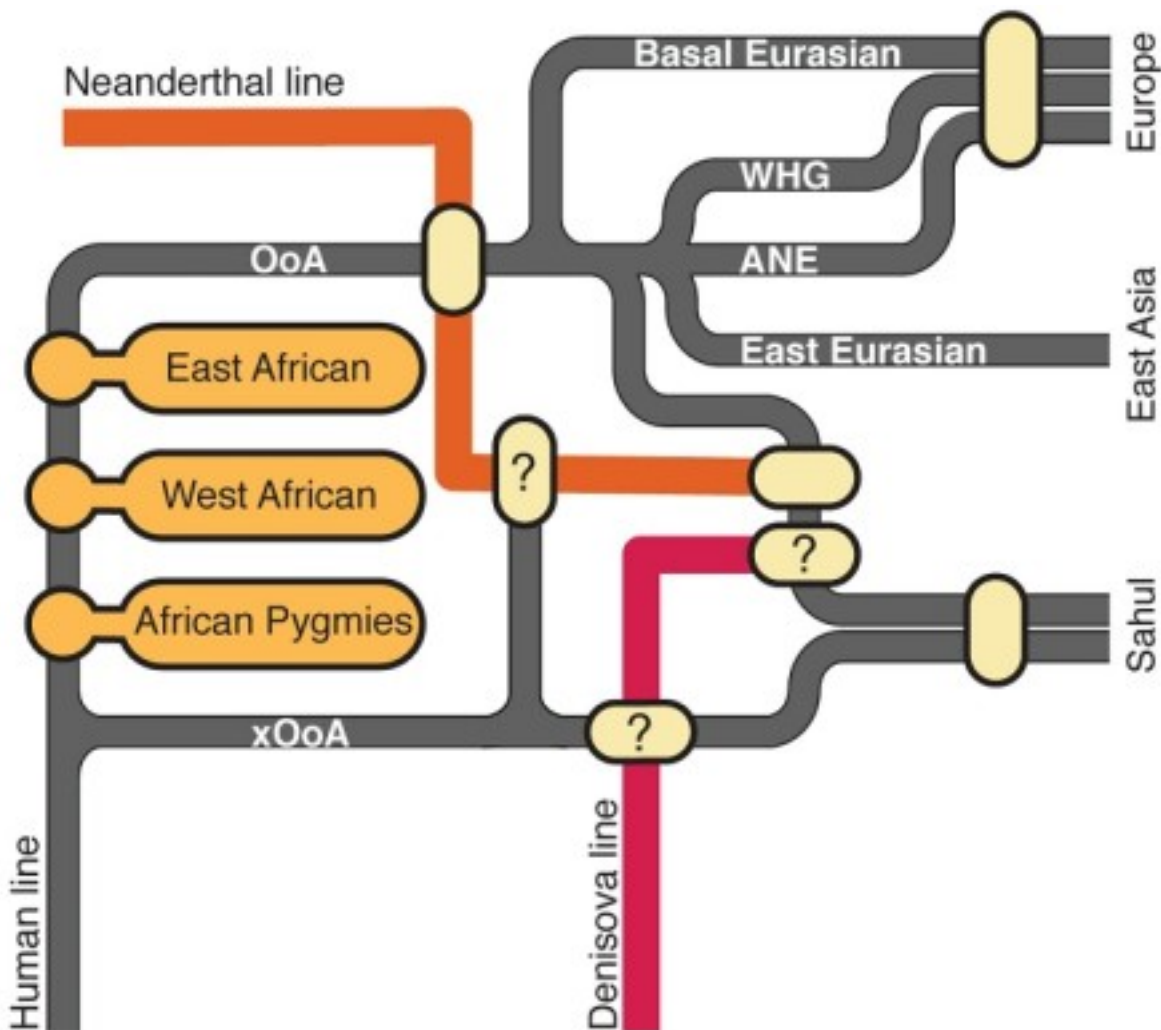 Basal Eurasian
Neanderthal line
Europe
WHG
OoA
ANE
East Asia
East Eurasian
East African
?
West African
?
African Pygmies
Sahul
xOoA
?
Human line
Denisova line